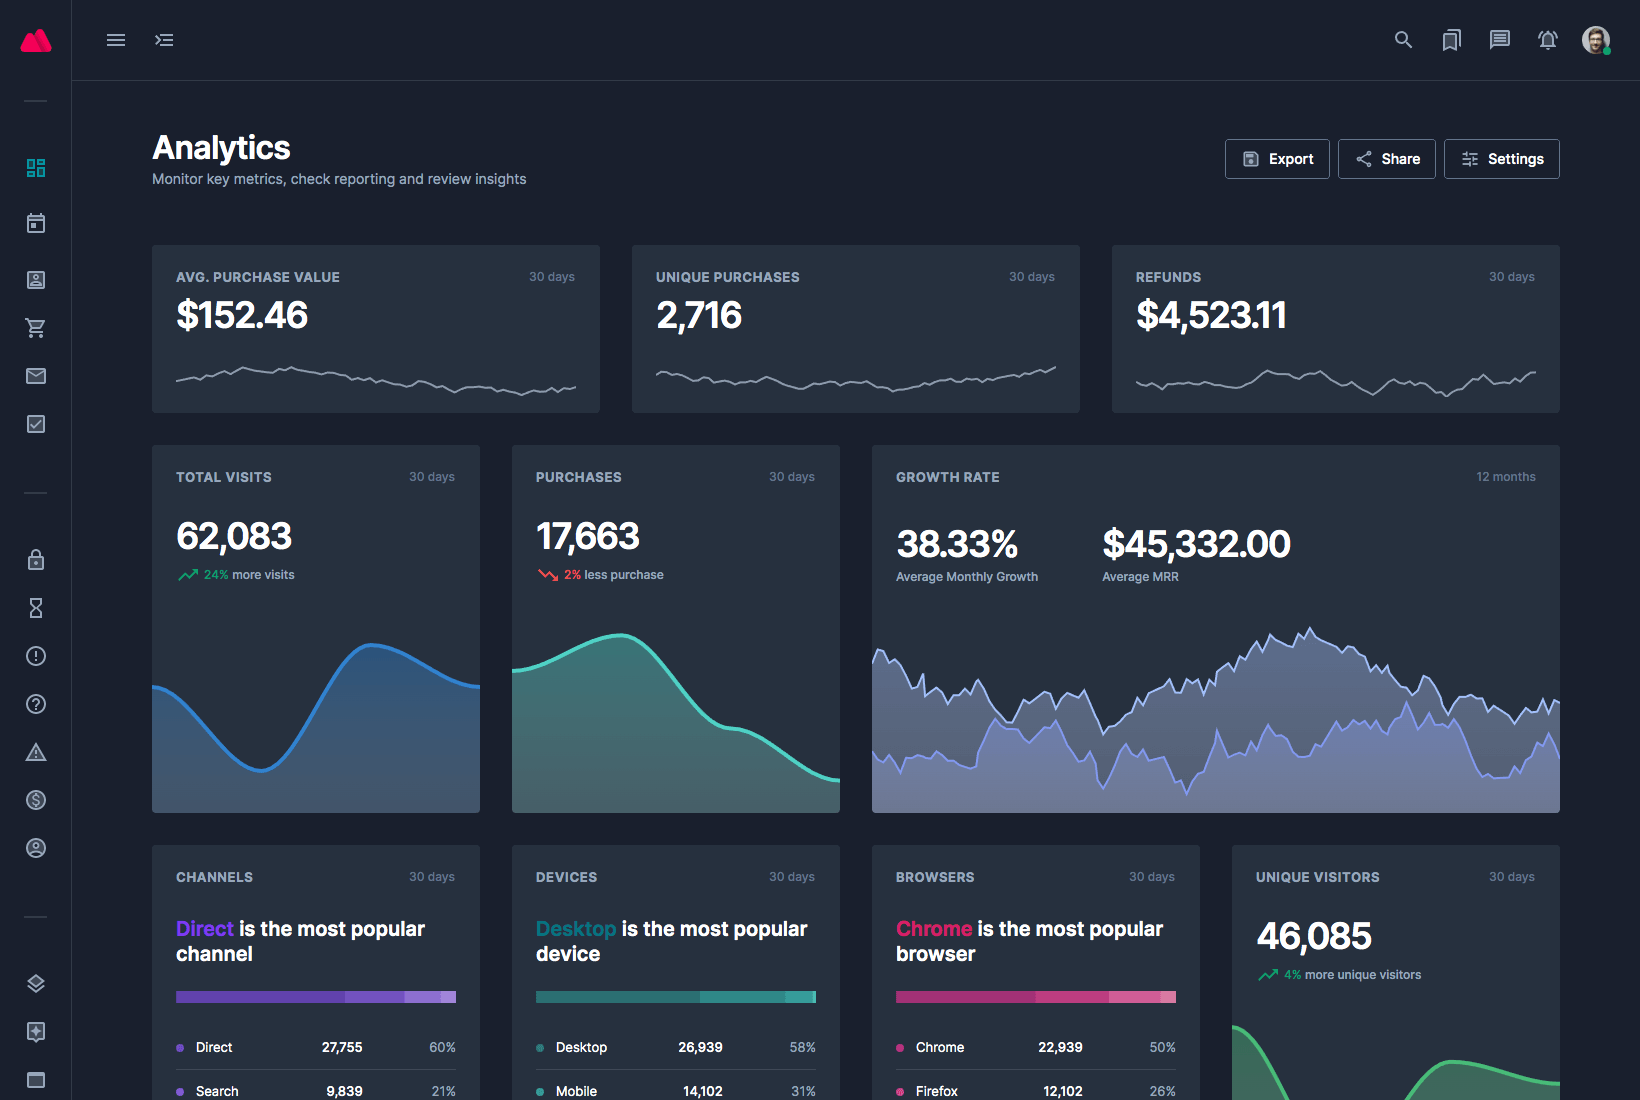 Analytics
Monitor key metrics, check reporting and review insights
Export
Share
Settings
AVG. PURCHASE VALUE
30 days
$152.46
UNIQUE PURCHASES
30 days
2,716
REFUNDS
30 days
$4,523.11
TOTAL VISITS
30 days
62,083
24% more visits
PURCHASES
30 days
17,663
2% less purchase
GROWTH RATE
12 months
38.33%
Average Monthly Growth
$45,332.00
Average MRR
CHANNELS
30 days
Direct is the most popular
channel
Direct 27,755 60%
Search 9,839 21%
DEVICES
30 days
Desktop is the most popular
device
Desktop 26,939 58%
Mobile 14,102 31%
BROWSERS
30 days
Chrome is the most popular
browser
Chrome 22,939 50%
Firefox 12,102 26%
UNIQUE VISITORS
30 days
46,085
4% more unique visitors